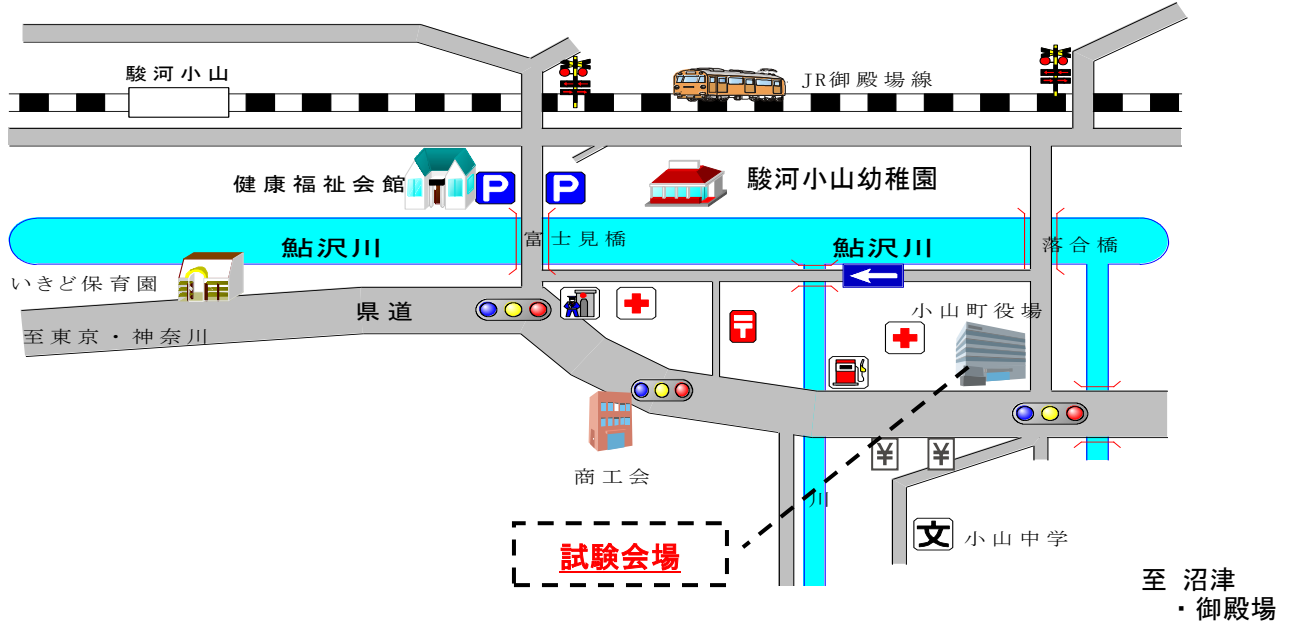 駿河小山
JR御殿場線
健康福祉会館
P
P
駿河小山幼稚園
鮎沢川
富士見橋
鮎沢川
落合橋
いきど保育園
県道
小山町役場
至東京・神奈川
〒
商工会
¥
¥
川
試験会場
文
小山中学
至 沼津
・御殿場